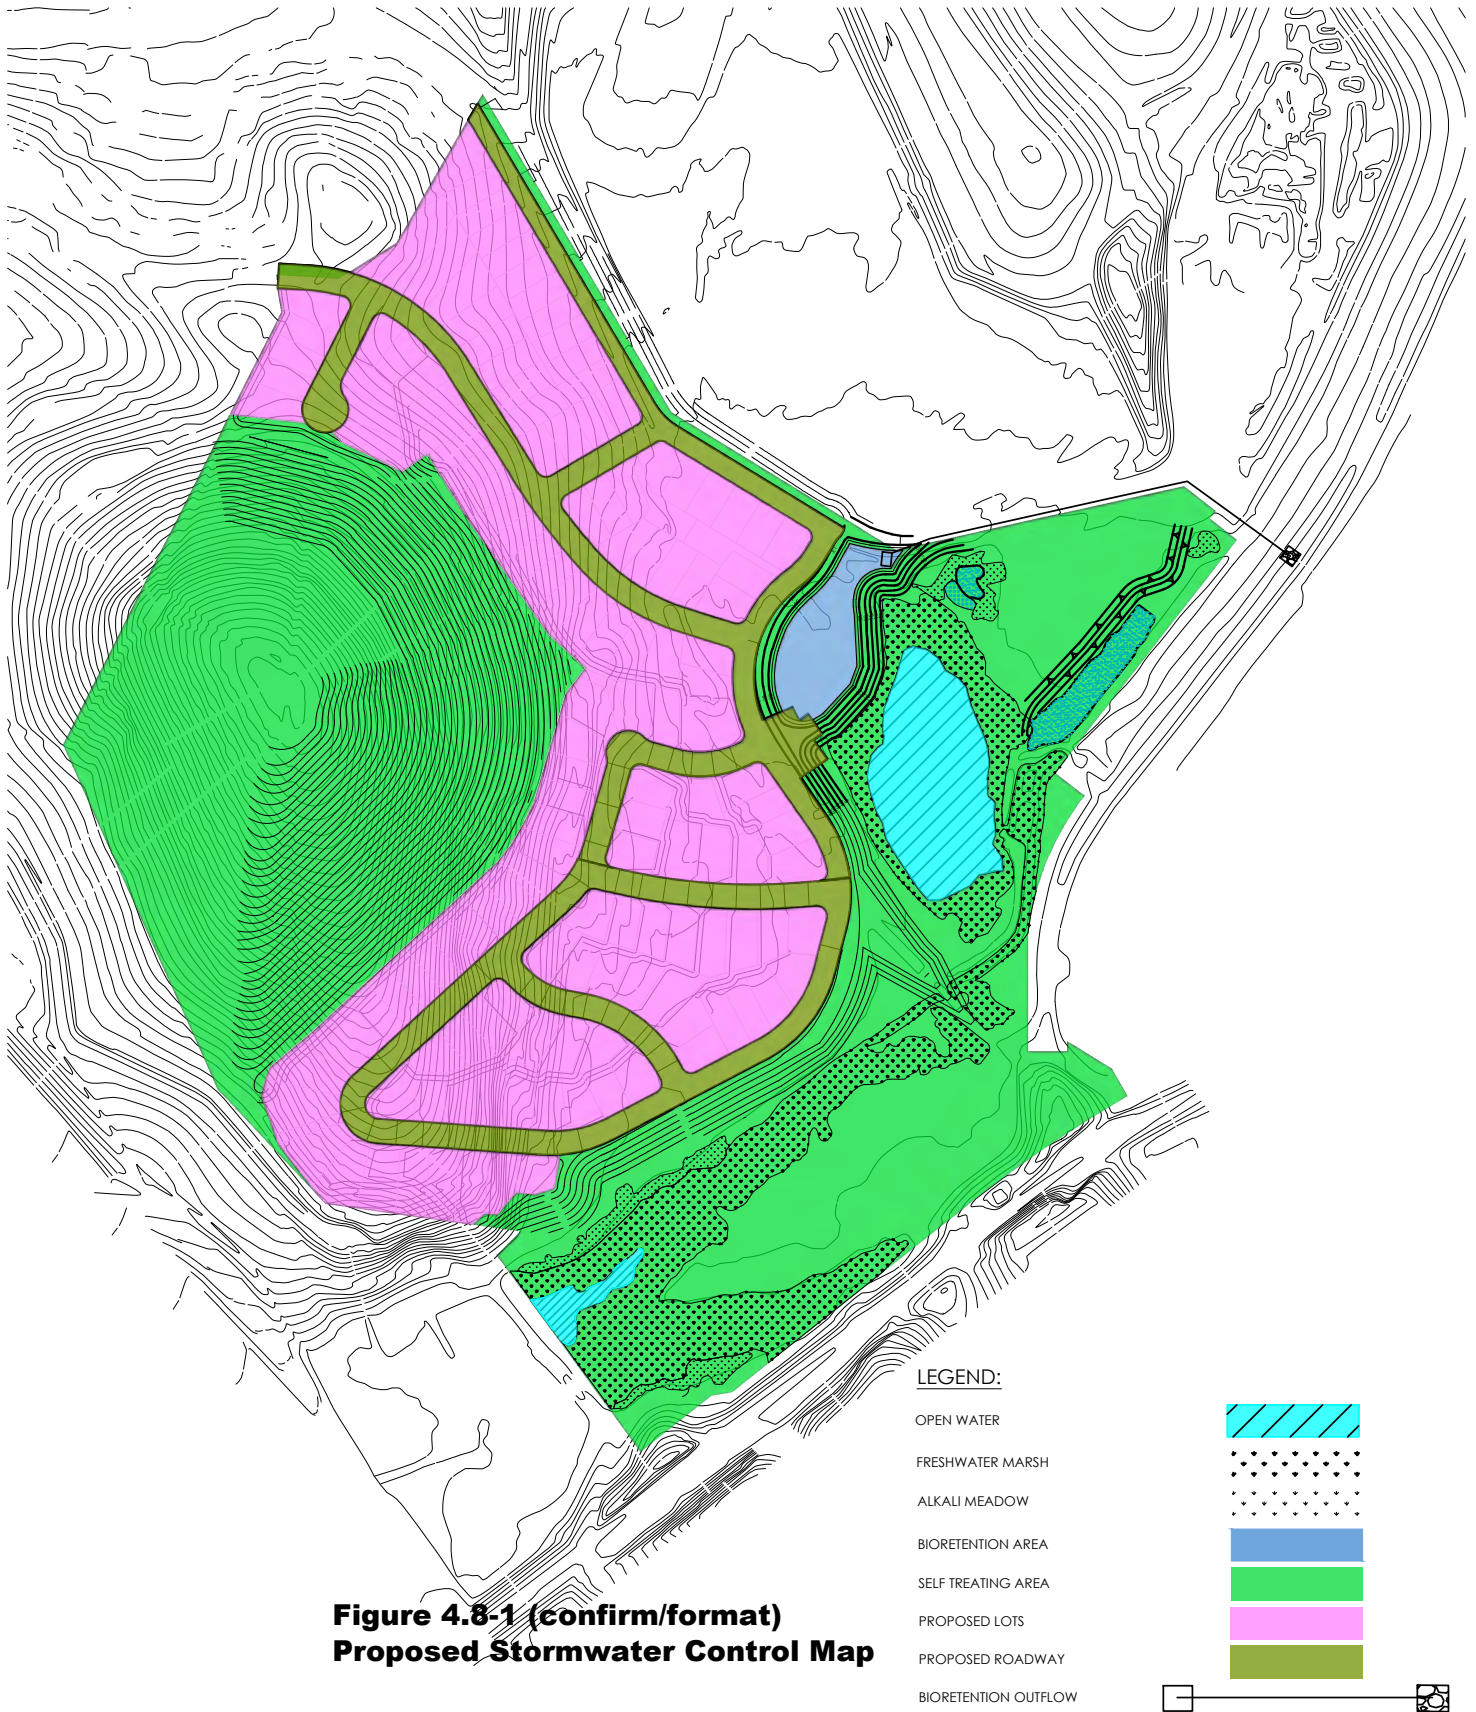 LEGEND:
OPEN WATER
FRESHWATER MARSH
ALKALI MEADOW
BIORETENTION AREA
SELF TREATING AREA
PROPOSED LOTS
PROPOSED ROADWAY
BIORETENTION OUTFLOW
Figure 4.8-1 (confirm/format)
Proposed Stormwater Control Map